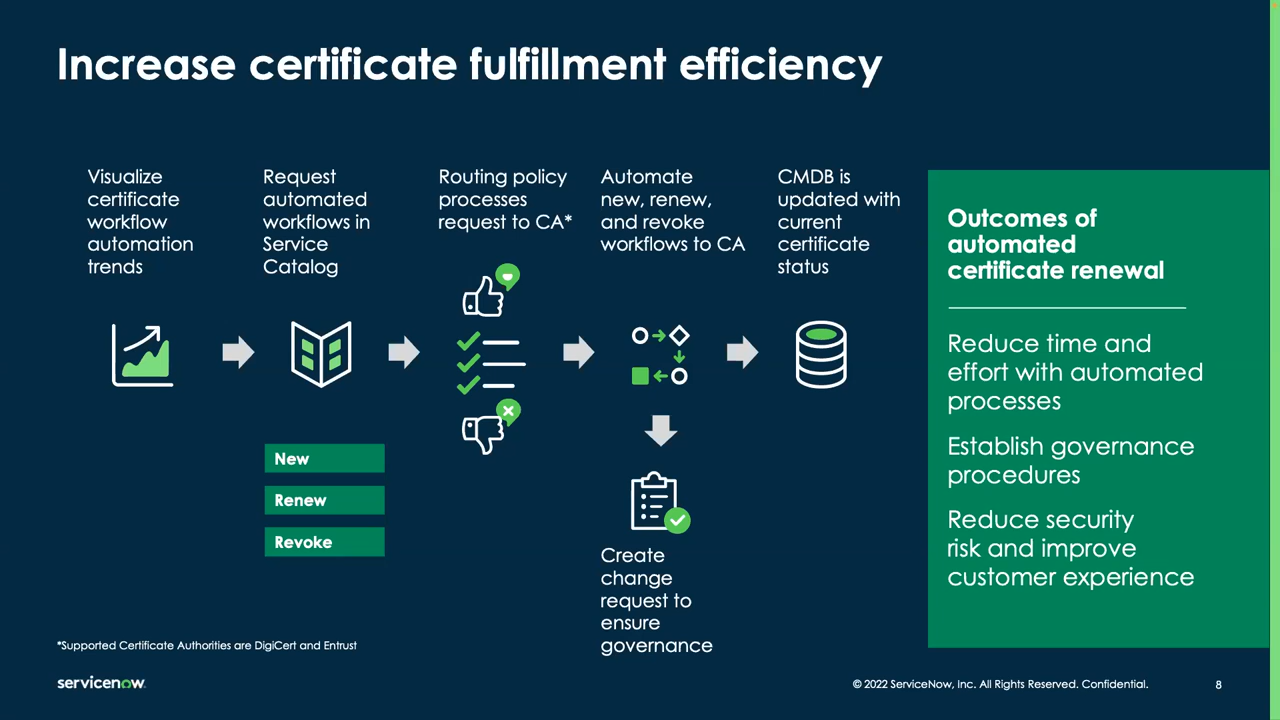 Increase certificate fulfillment efficiency
Visualize
certificate
workflow
automation
trends
Request
automated
workflows in
Service
Catalog
New
Renew
Revoke
Routing policy
processes
request to CA*
Automate
new, renew,
and revoke
workflows to CA
Create
change
request to
ensure
governance
CMDB is
updated with
current
certificate
status
Outcomes of
automated
certificate renewal
Reduce time and
effort with automated
processes
Establish governance
procedures
Reduce security
risk and improve
customer experience
*Supported Certificate Authorities are DigiCert and Entrust
servicenow
© 2022 ServiceNow, Inc. All Rights Reserved. Confidential.
8